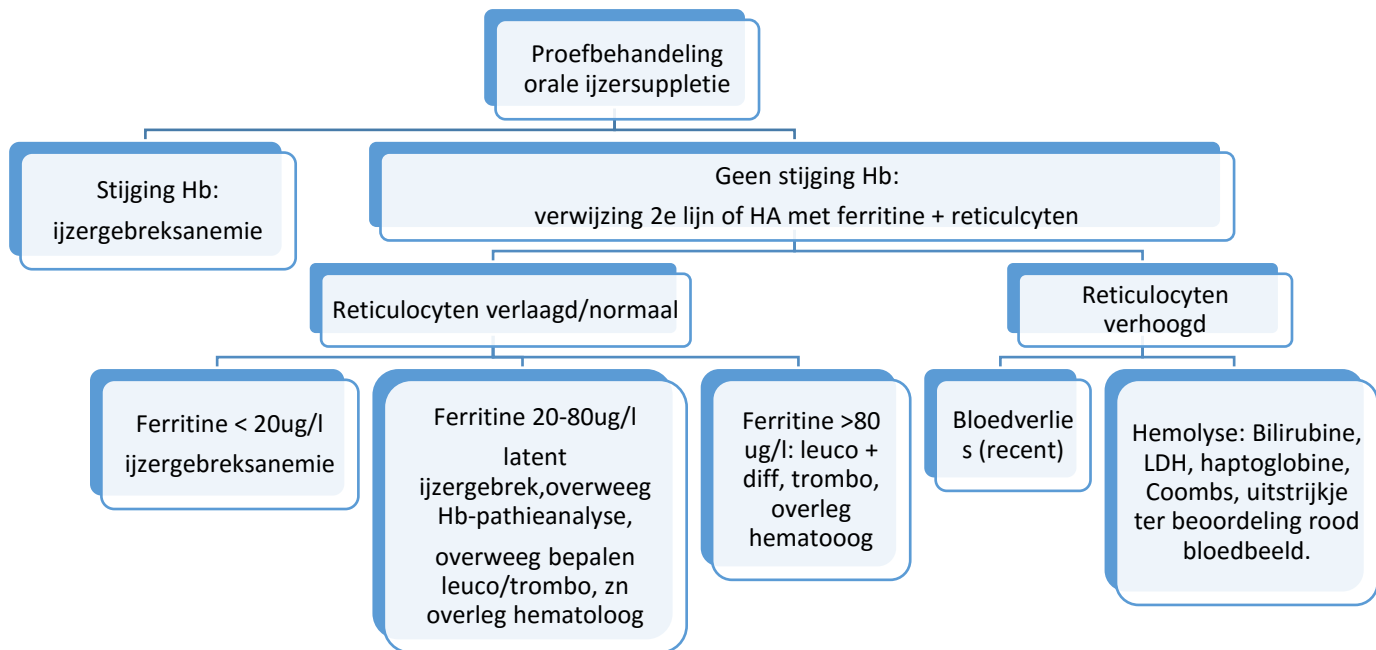 Proefbehandeling
orale ijzersuppletie
Stijging Hb:
ijzergebreksanemie
Geen stijging Hb:
verwijzing 2e lijn of HA met ferritine + reticulcyten
Reticulocyten verlaagd/normaal
Reticulocyten
verhoogd
Ferritine < 20ug/l
ijzergebreksanemie
Ferritine 20-80ug/l
latent
ijzergebrek,overweeg
Hb-pathieanalyse,
overweeg bepalen
leuco/trombo, zn
overleg hematoloog
Ferritine >80
ug/l: leuco +
diff, trombo,
overleg
hematooog
Bloedverlie
s (recent)
Hemolyse: Bilirubine,
LDH, haptoglobine,
Coombs, uitstrijkje
ter beoordeling rood
bloedbeeld.